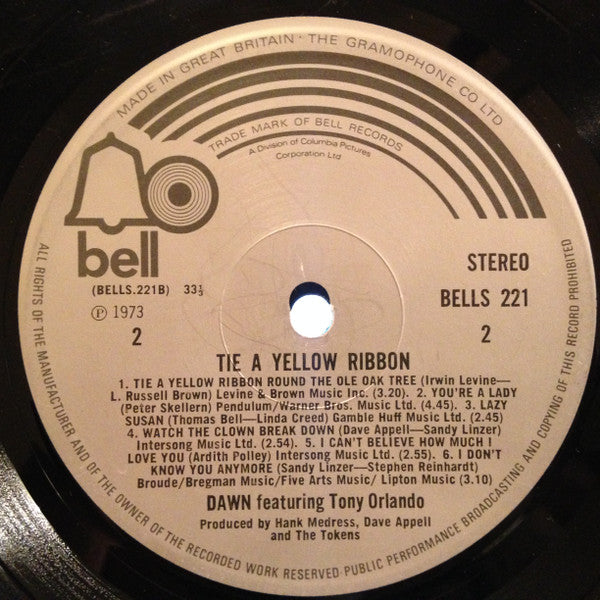 MADE IN GREAT BRITAIN · THE GRAMOPHONE CO LTD
TRADE MARK OF BELL RECORDS
A Division of Columbia Pictures
Corporation Ltd
bell
(BELLS.221B) 33⅓
℗ 1973
2
STEREO
BELLS 221
2
TIE A YELLOW RIBBON
1. TIE A YELLOW RIBBON ROUND THE OLE OAK TREE (Irwin Levine—
L. Russell Brown) Levine & Brown Music Inc. (3.20). 2. YOU'RE A LADY
(Peter Skellern) Pendulum/Warner Bros. Music Ltd. (4.45). 3. LAZY
SUSAN (Thomas Bell—Linda Creed) Gamble Huff Music Ltd. (2.45)
4. WATCH THE CLOWN BREAK DOWN (Dave Appell—Sandy Linzer)
Intersong Music Ltd. (2.54). 5. I CAN'T BELIEVE HOW MUCH I
LOVE YOU (Ardith Polley) Intersong Music Ltd. (2.55). 6. I DON'T
KNOW YOU ANYMORE (Sandy Linzer—Stephen Reinhardt)
Broude/Bregman Music/Five Arts Music/ Lipton Music (3.10)
DAWN featuring Tony Orlando
Produced by Hank Medress, Dave Appell
and The Tokens
ALL RIGHTS OF THE MANUFACTURER AND OF THE OWNER OF THE RECORDED WORK RESERVED·PUBLIC PERFORMANCE BROADCASTING AND COPYING OF THIS RECORD PROHIBITED